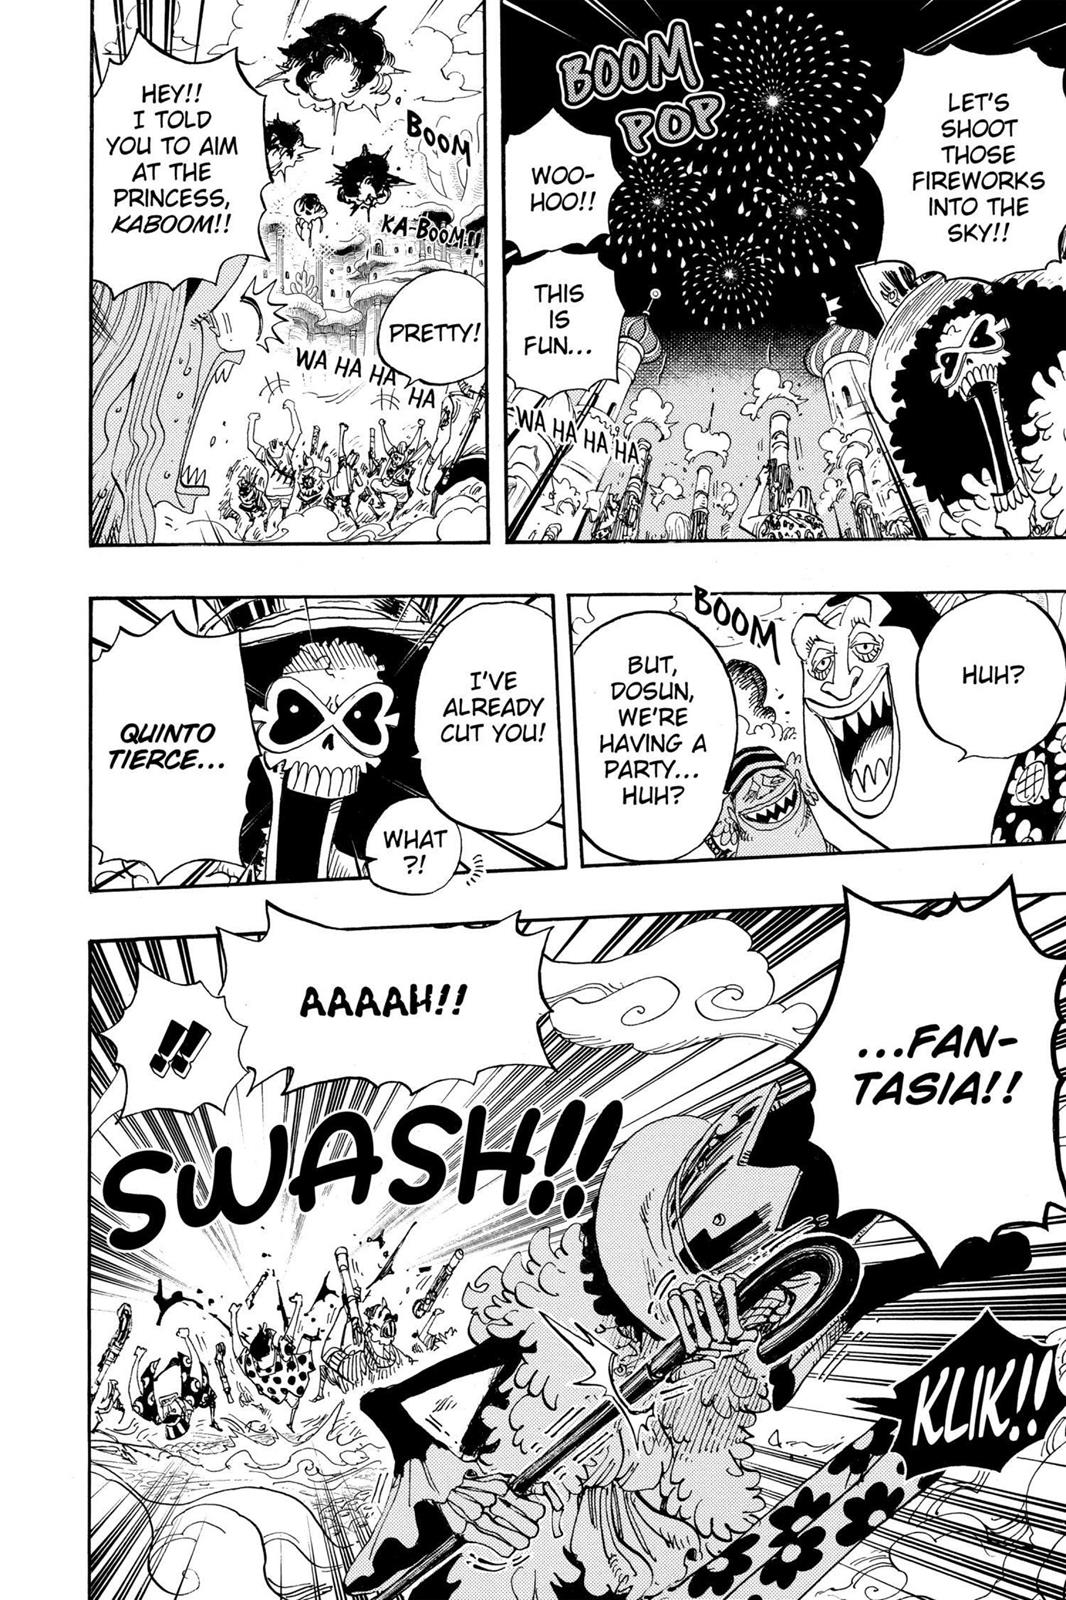 LET'S
SHOOT
THOSE
FIREWORKS
INTO THE
SKY!!
BOOM
POP
WOO-
HOO!!
THIS
IS
FUN...
WA HA HA HA
HEY!!
I TOLD
YOU TO AIM
AT THE
PRINCESS,
KABOOM!!
BOOM
KA-BOOM!!
PRETTY!
WA HA HA HA
HA
HUH?
BOOM
BUT,
DOSUN,
WE'RE
HAVING A
PARTY...
HUH?
I'VE
ALREADY
CUT YOU!
WHAT
?!
QUINTO
TIERCE...
...FAN-
TASIA!!
AAAAH!!
!!
SWASH!!
KLIK!!